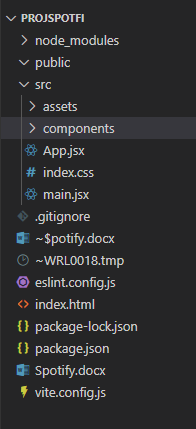 PROJSPOTFI
node_modules
public
src
assets
components
App.jsx
index.css
main.jsx
.gitignore
~$potify.docx
~WRL0018.tmp
eslint.config.js
index.html
package-lock.json
package.json
Spotify.docx
vite.config.js